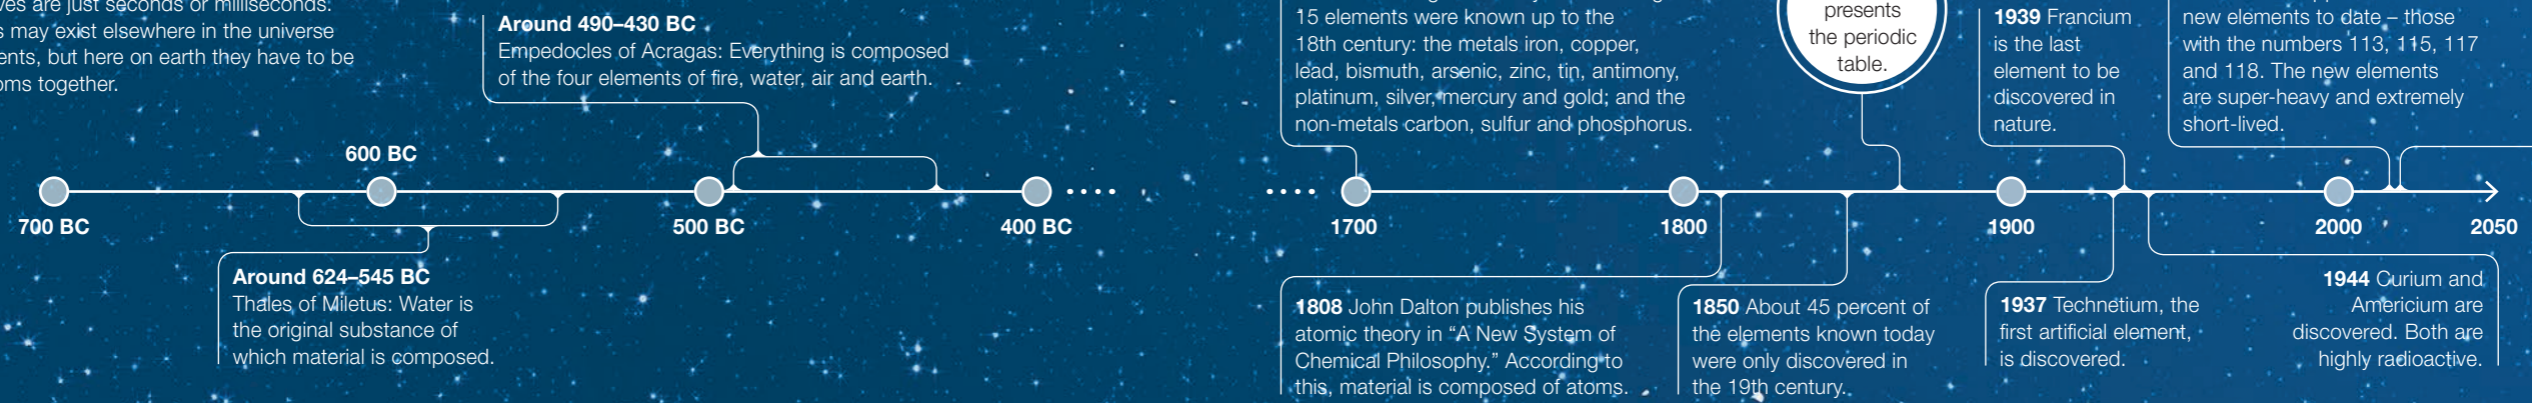 ves are just seconds or milliseconds.
s may exist elsewhere in the universe
ents, but here on earth they have to be
oms together.
Around 490–430 BC
Empedocles of Acragas: Everything is composed
of the four elements of fire, water, air and earth.
15 elements were known up to the
18th century: the metals iron, copper,
lead, bismuth, arsenic, zinc, tin, antimony,
platinum, silver, mercury and gold; and the
non-metals carbon, sulfur and phosphorus.
presents
the periodic
table.
1939 Francium
is the last
element to be
discovered in
nature.
new elements to date – those
with the numbers 113, 115, 117
and 118. The new elements
are super-heavy and extremely
short-lived.
600 BC
700 BC
500 BC
400 BC
1700
1800
1900
2000
2050
Around 624–545 BC
Thales of Miletus: Water is
the original substance of
which material is composed.
1808 John Dalton publishes his
atomic theory in “A New System of
Chemical Philosophy.” According to
this, material is composed of atoms.
1850 About 45 percent of
the elements known today
were only discovered in
the 19th century.
1937 Technetium, the
first artificial element,
is discovered.
1944 Curium and
Americium are
discovered. Both are
highly radioactive.